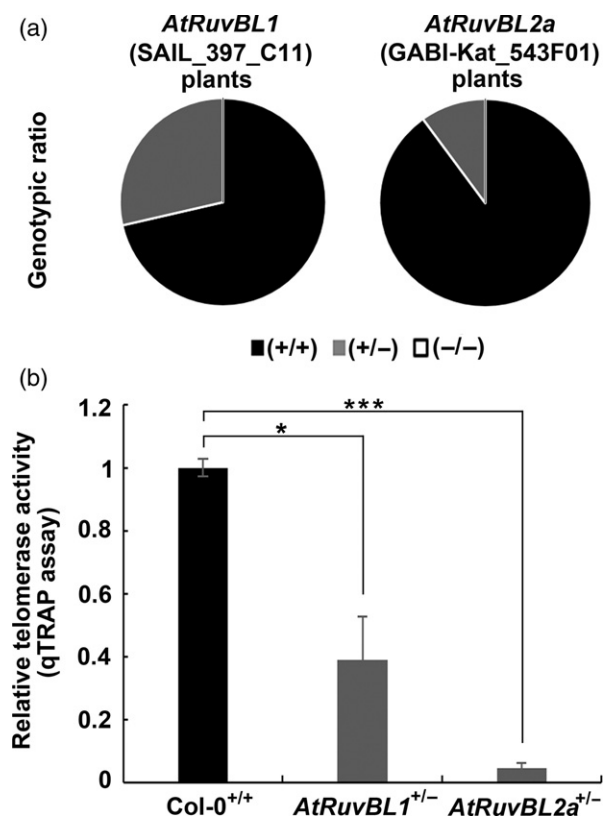 (a)
AtRuvBL1
(SAIL_397_C11)
plants
AtRuvBL2a
(GABI-Kat_543F01)
plants
Genotypic ratio
(+/+) (+/–) (–/–)
(b)
Relative telomerase activity
(qTRAP assay)
1.2
1
0.8
0.6
0.4
0.2
0
***
*
Col-0+/+ AtRuvBL1+/– AtRuvBL2a+/–